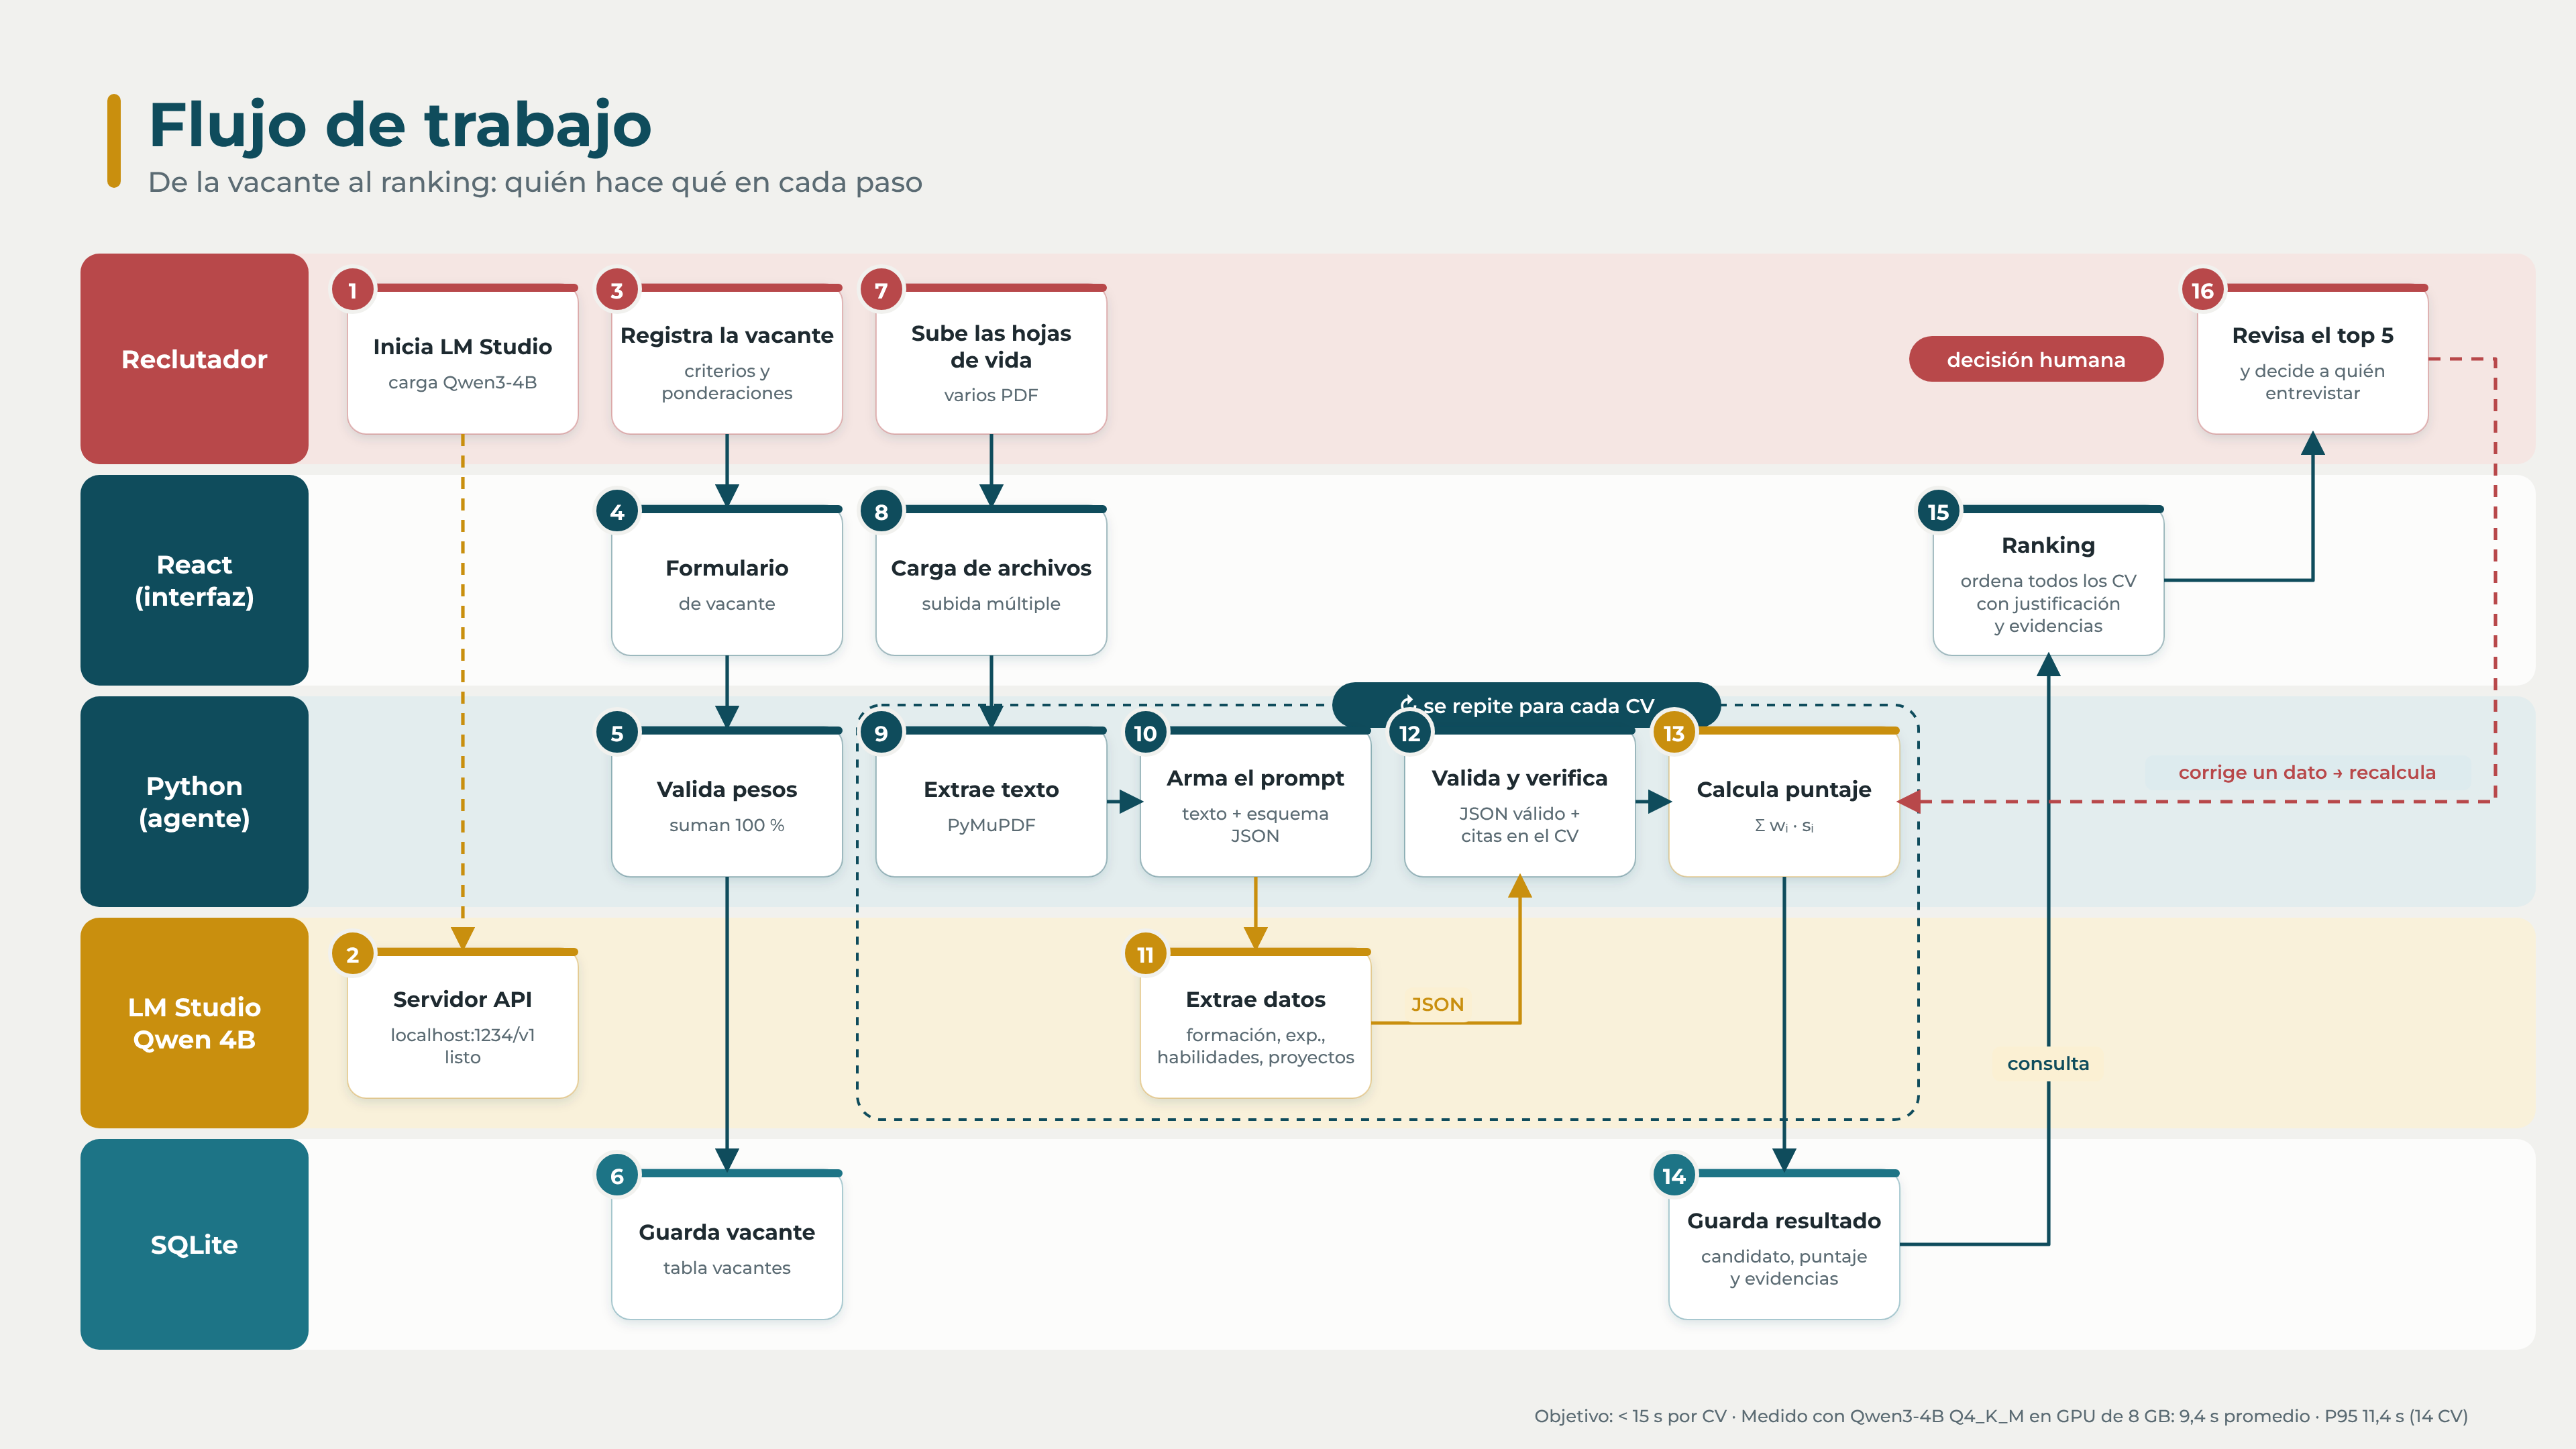 Flujo de trabajo
De la vacante al ranking: quién hace qué en cada paso
Reclutador
1
Inicia LM Studio
carga Qwen3-4B
3
Registra la vacante
criterios y
ponderaciones
7
Sube las hojas
de vida
varios PDF
decisión humana
16
Revisa el top 5
y decide a quién
entrevistar
React
(interfaz)
4
Formulario
de vacante
8
Carga de archivos
subida múltiple
15
Ranking
ordena todos los CV
con justificación
y evidencias
Python
(agente)
5
Valida pesos
suman 100 %
↻ se repite para cada CV
9
Extrae texto
PyMuPDF
10
Arma el prompt
texto + esquema
JSON
12
Valida y verifica
JSON válido +
citas en el CV
13
Calcula puntaje
Σ wᵢ · sᵢ
corrige un dato → recalcula
LM Studio
Qwen 4B
2
Servidor API
localhost:1234/v1
listo
11
Extrae datos
formación, exp.,
habilidades, proyectos
JSON
consulta
SQLite
6
Guarda vacante
tabla vacantes
14
Guarda resultado
candidato, puntaje
y evidencias
Objetivo: < 15 s por CV · Medido con Qwen3-4B Q4_K_M en GPU de 8 GB: 9,4 s promedio · P95 11,4 s (14 CV)